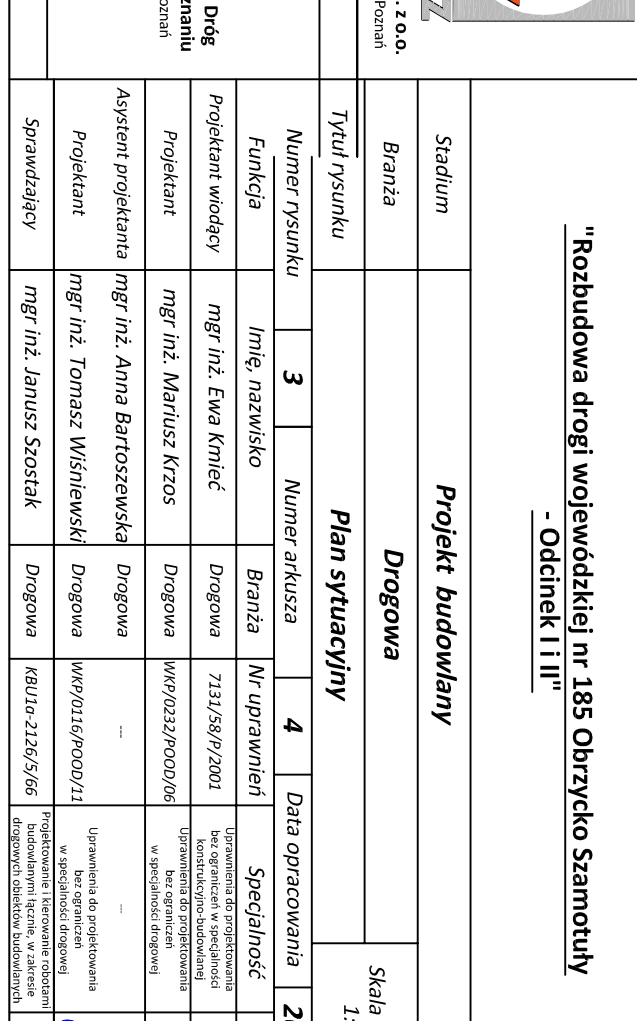 . z o.o.
Poznań
Dróg
znaniu
oznań
"Rozbudowa drogi wojewódzkiej nr 185 Obrzycko Szamotuły
- Odcinek I i II"
Stadium Projekt budowlany
Branża Drogowa
Skala
1:
Tytuł rysunku Plan sytuacyjny
Numer rysunku 3 Numer arkusza 4 Data opracowania 20
Funkcja Imię, nazwisko Branża Nr uprawnień Specjalność
Projektant wiodący mgr inż. Ewa Kmieć Drogowa 7131/58/P/2001
Uprawnienia do projektowania
bez ograniczeń w specjalności
konstrukcyjno-budowlanej
Projektant mgr inż. Mariusz Krzos Drogowa WKP/0232/POOD/06
Uprawnienia do projektowania
bez ograniczeń
w specjalności drogowej
Asystent projektanta mgr inż. Anna Bartoszewska Drogowa --- ---
Projektant mgr inż. Tomasz Wiśniewski Drogowa WKP/0116/POOD/11
Uprawnienia do projektowania
bez ograniczeń
w specjalności drogowej
Sprawdzający mgr inż. Janusz Szostak Drogowa KBU1a-2126/5/66
Projektowanie i kierowanie robotami
budowlanymi łącznie, w zakresie
drogowych obiektów budowlanych